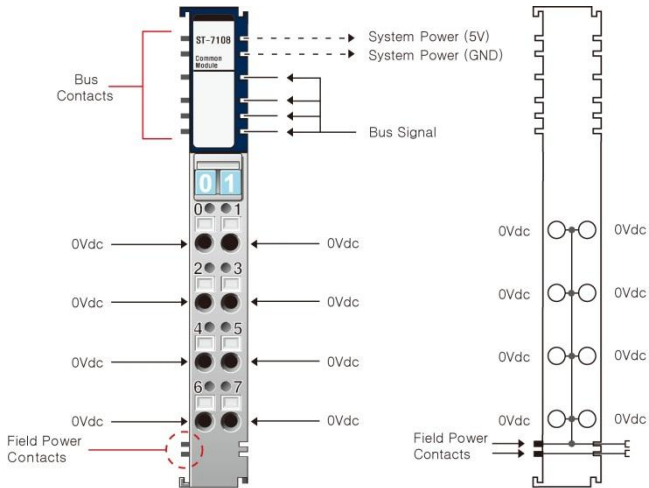 ST-7108
Common
Module
System Power (5V)
System Power (GND)
Bus
Contacts
Bus Signal
01
0 1
0Vdc 0Vdc
2 3
0Vdc 0Vdc
4 5
0Vdc 0Vdc
6 7
0Vdc 0Vdc
Field Power
Contacts
0Vdc 0Vdc
0Vdc 0Vdc
0Vdc 0Vdc
0Vdc 0Vdc
Field Power
Contacts